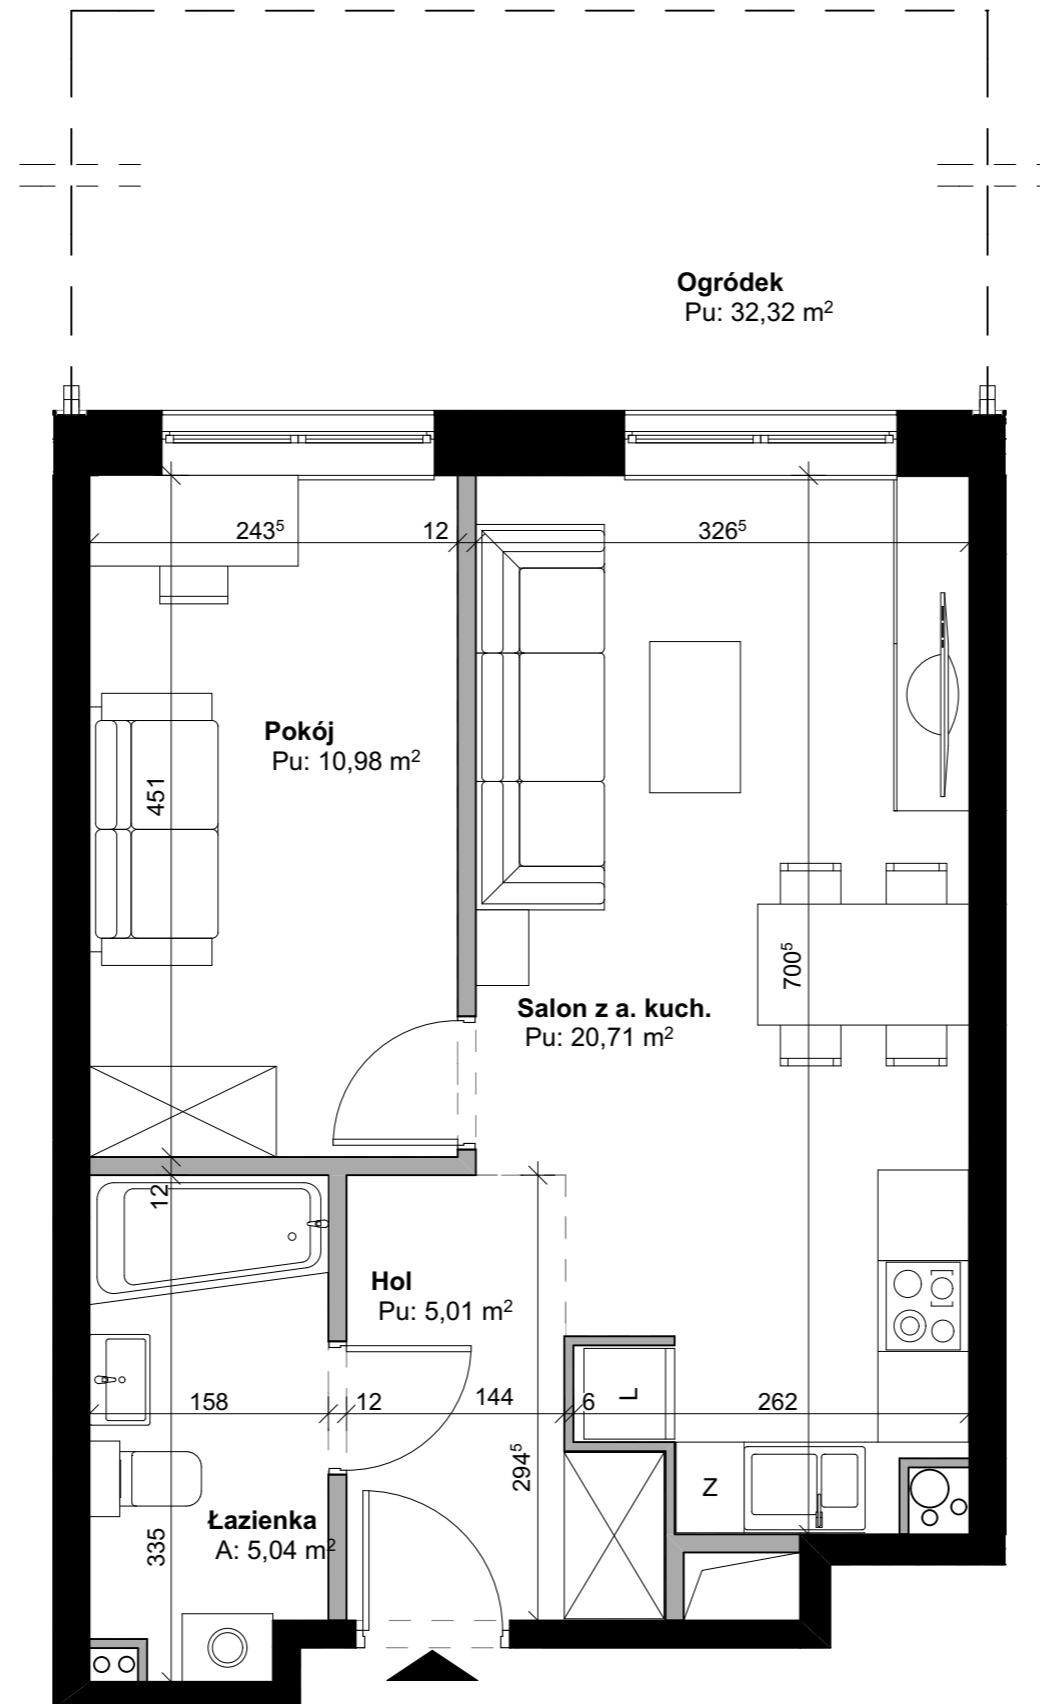 Ogródek
Pu: 32,32 m²
243⁵
12
326⁵
Pokój
Pu: 10,98 m²
451
700⁵
Salon z a. kuch.
Pu: 20,71 m²
12
Hol
Pu: 5,01 m²
L
158
12
144
6
262
294⁵
Z
Łazienka
A: 5,04 m²
335